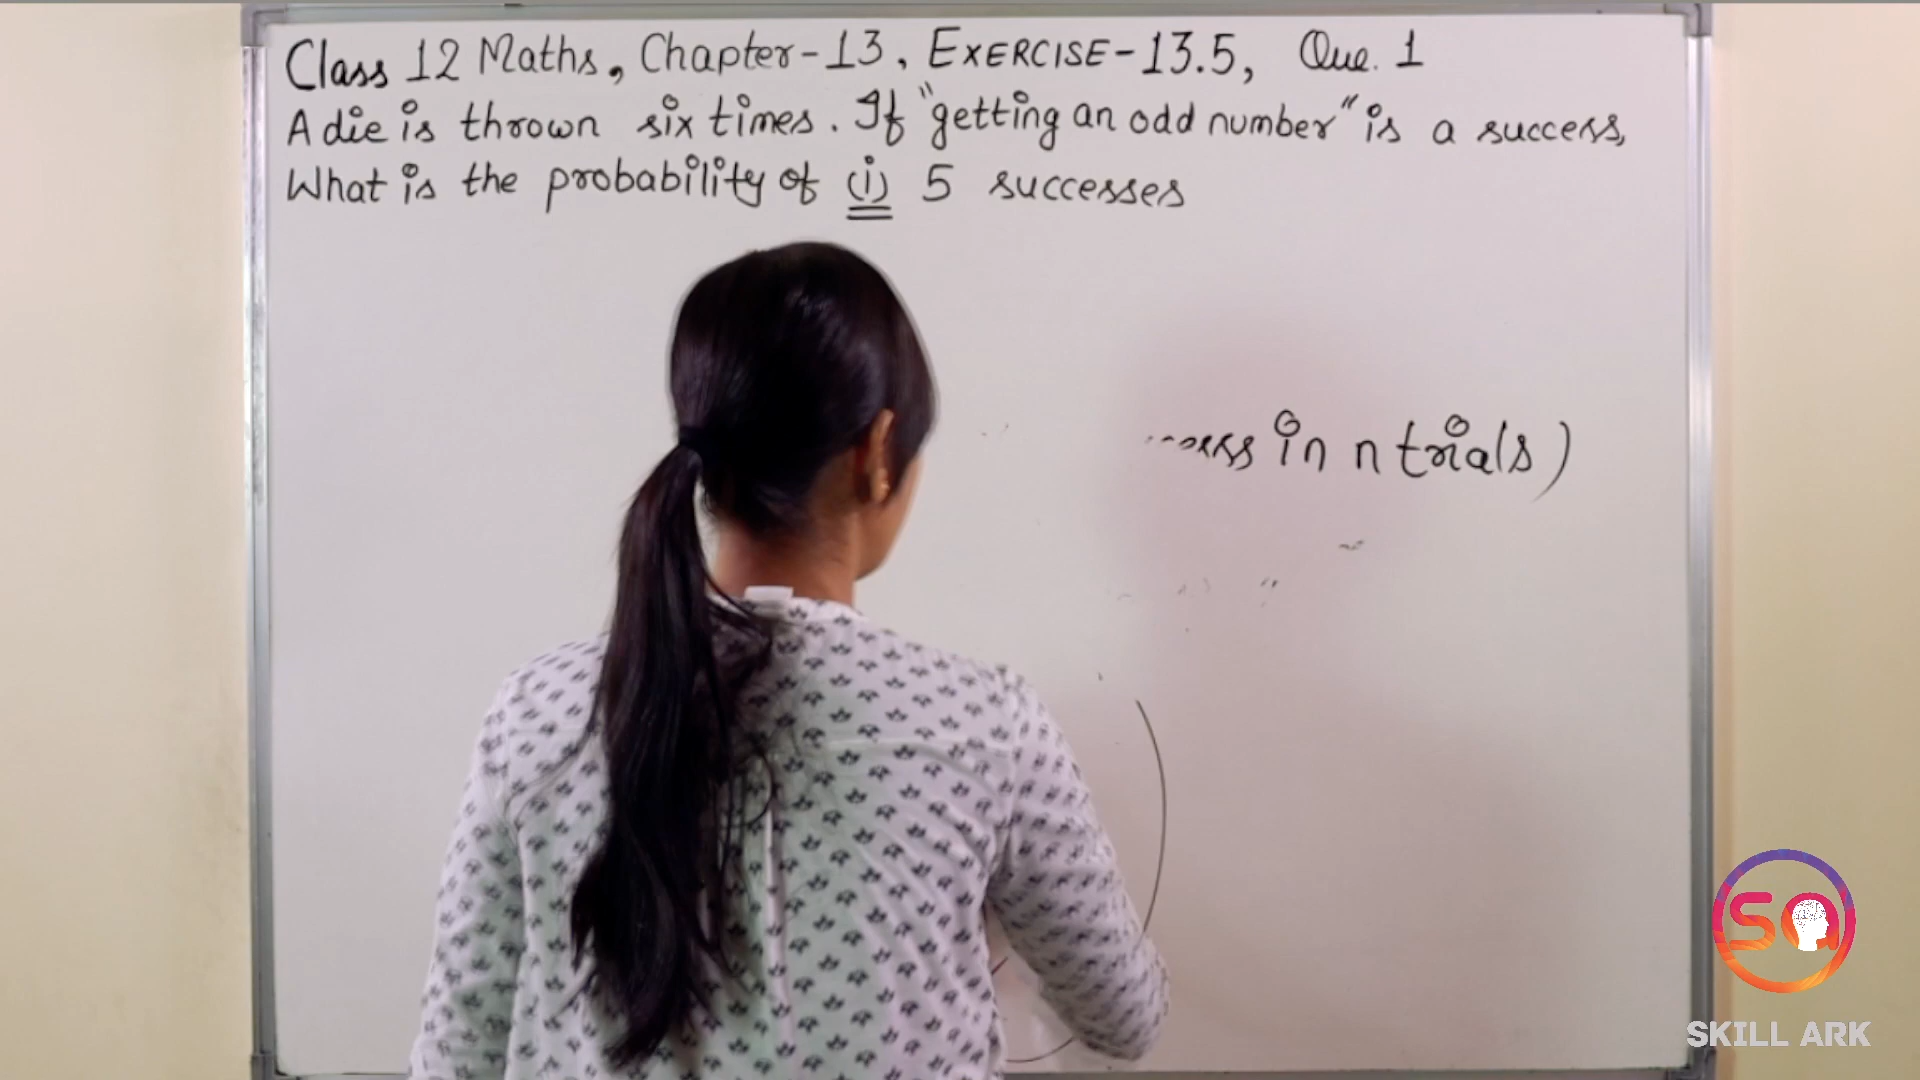 Class 12 Maths, Chapter-13, EXERCISE-13.5, Que. 1
A die is thrown six times. If "getting an odd number" is a success,
What is the probability of (i) 5 successes
in n trials)
SA
SKILL ARK